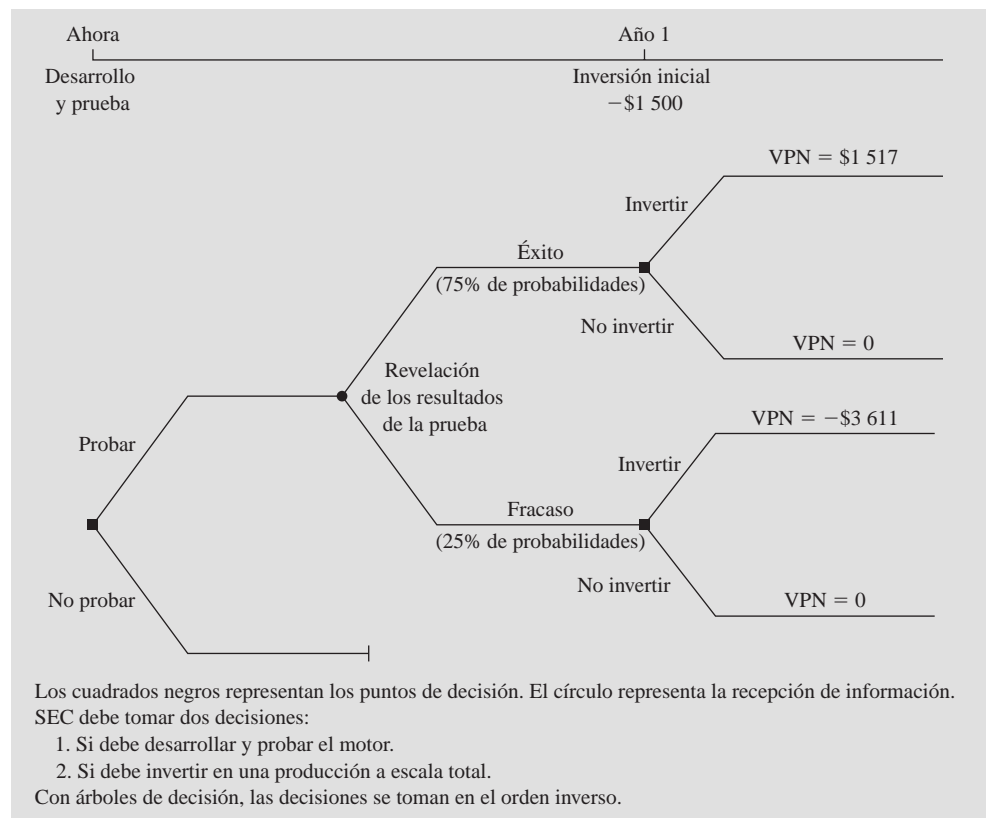 Ahora
Año 1
Desarrollo
y prueba
Inversión inicial
−$1 500
VPN = $1 517
Invertir
Éxito
(75% de probabilidades)
No invertir
VPN = 0
Revelación
de los resultados
de la prueba
VPN = −$3 611
Probar
Invertir
Fracaso
(25% de probabilidades)
No invertir
No probar
VPN = 0
Los cuadrados negros representan los puntos de decisión. El círculo representa la recepción de información.
SEC debe tomar dos decisiones:
1. Si debe desarrollar y probar el motor.
2. Si debe invertir en una producción a escala total.
Con árboles de decisión, las decisiones se toman en el orden inverso.